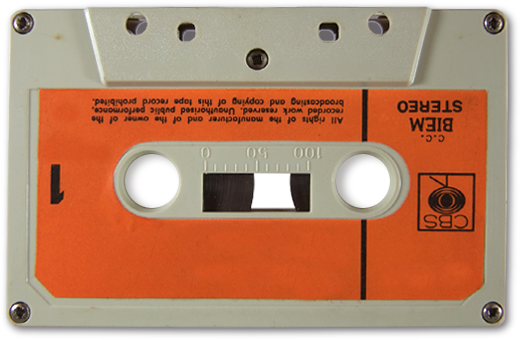 CBS
1
0 50 100
C.C.
BIEM
STEREO
All rights of the manufacturer and of the owner of the
recorded work reserved. Unauthorised public performance,
broadcasting and copying of this tape record prohibited.